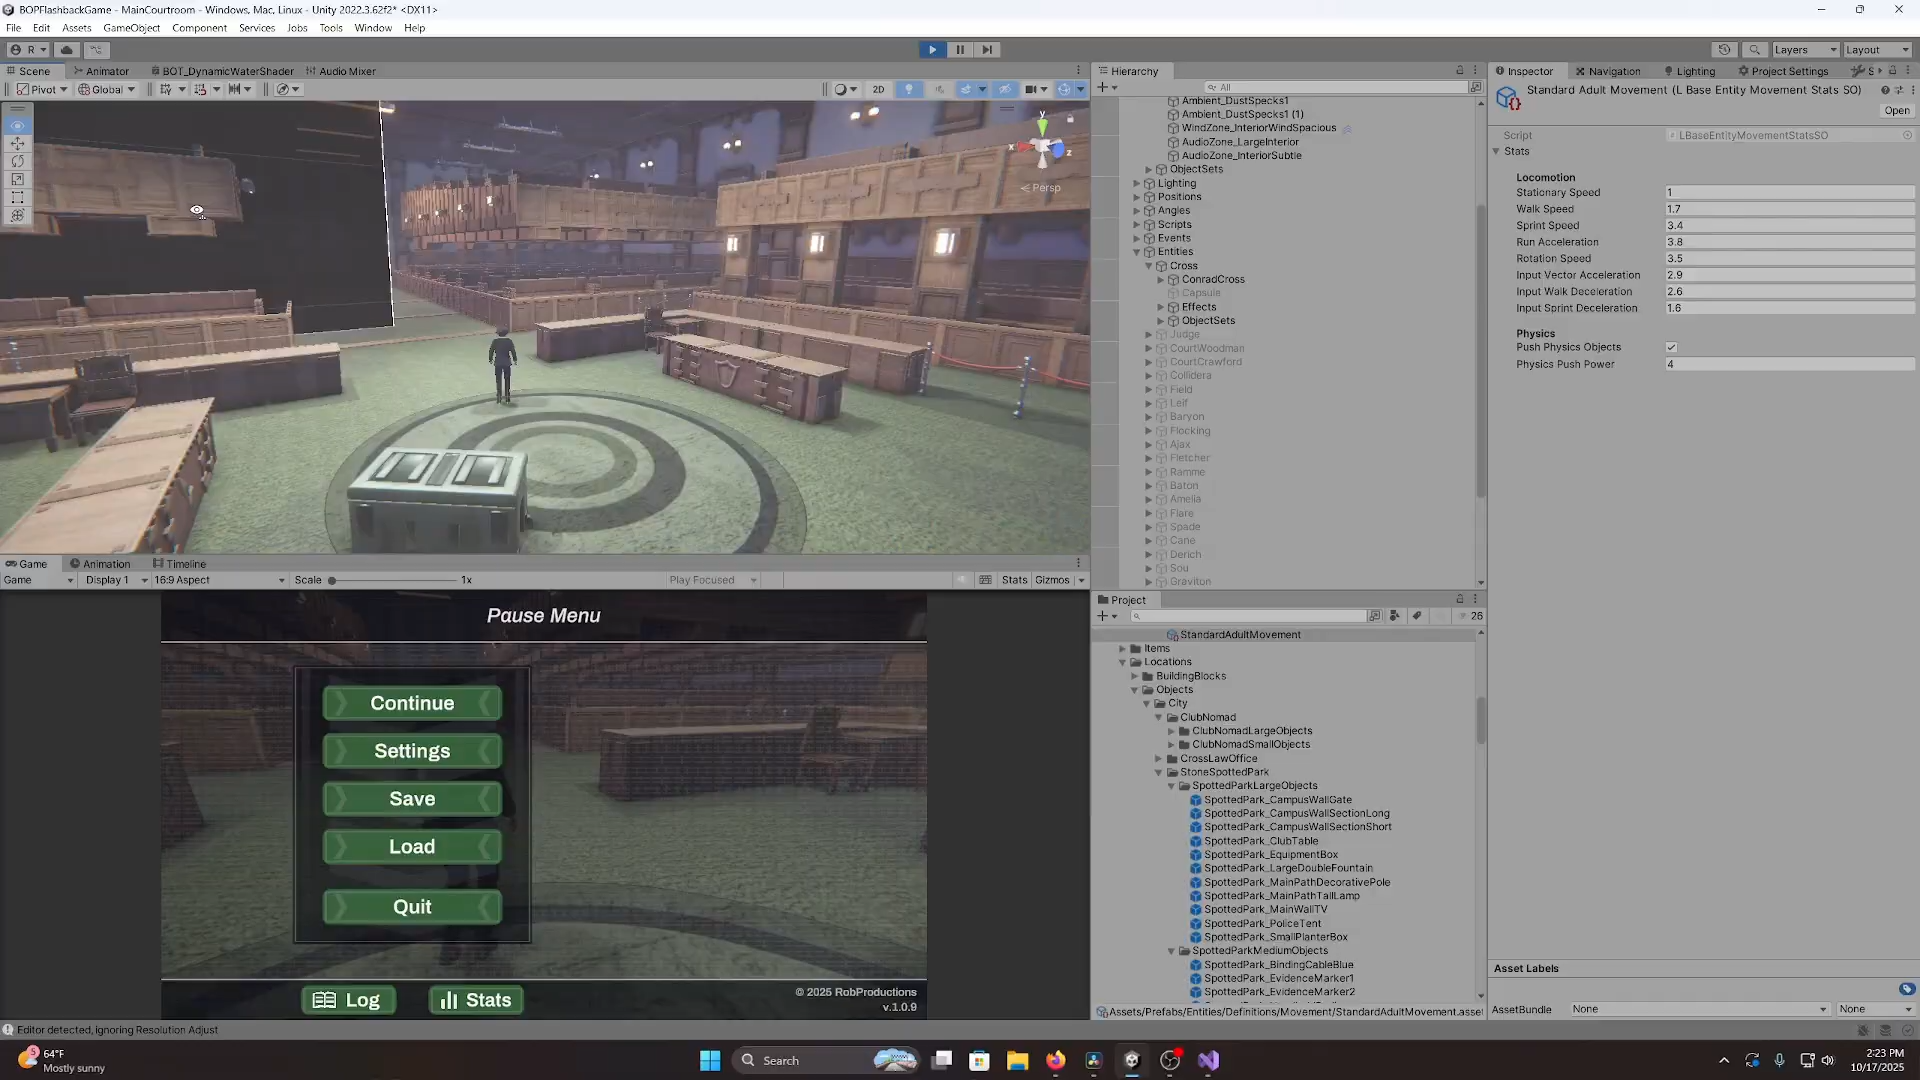 BOPFlashbackGame - MainCourtroom - Windows, Mac, Linux - Unity 2022.3.62f2* <DX11>
File Edit Assets GameObject Component Services Jobs Tools Window Help
R Layers Layout
Scene Animator BOT_DynamicWaterShader Audio Mixer
Pivot Global 2D
y
x z
Persp
Game Animation Timeline
Game Display 1 16:9 Aspect Scale 1x Play Focused Stats Gizmos
Pause Menu
Continue
Settings
Save
Load
Quit
Log Stats
© 2025 RobProductions
v.1.0.9
Hierarchy
All
Ambient_DustSpecks1
Ambient_DustSpecks1 (1)
WindZone_InteriorWindSpacious
AudioZone_LargeInterior
AudioZone_InteriorSubtle
ObjectSets
Lighting
Positions
Angles
Scripts
Events
Entities
Cross
ConradCross
Capsule
Effects
ObjectSets
Judge
CourtWoodman
CourtCrawford
Collidera
Field
Leif
Baryon
Flocking
Ajax
Fletcher
Ramme
Baton
Amelia
Flare
Spade
Cane
Derich
Sou
Graviton
Project
26
StandardAdultMovement
Items
Locations
BuildingBlocks
Objects
City
ClubNomad
ClubNomadLargeObjects
ClubNomadSmallObjects
CrossLawOffice
StoneSpottedPark
SpottedParkLargeObjects
SpottedPark_CampusWallGate
SpottedPark_CampusWallSectionLong
SpottedPark_CampusWallSectionShort
SpottedPark_ClubTable
SpottedPark_EquipmentBox
SpottedPark_LargeDoubleFountain
SpottedPark_MainPathDecorativePole
SpottedPark_MainPathTallLamp
SpottedPark_MainWallTV
SpottedPark_PoliceTent
SpottedPark_SmallPlanterBox
SpottedParkMediumObjects
SpottedPark_BindingCableBlue
SpottedPark_EvidenceMarker1
SpottedPark_EvidenceMarker2
Assets/Prefabs/Entities/Definitions/Movement/StandardAdultMovement.asset
Inspector Navigation Lighting Project Settings S
Standard Adult Movement (L Base Entity Movement Stats SO)
Open
Script LBaseEntityMovementStatsSO
Stats
Locomotion
Stationary Speed 1
Walk Speed 1.7
Sprint Speed 3.4
Run Acceleration 3.8
Rotation Speed 3.5
Input Vector Acceleration 2.9
Input Walk Deceleration 2.6
Input Sprint Deceleration 1.6
Physics
Push Physics Objects
Physics Push Power 4
Asset Labels
AssetBundle None None
Editor detected, ignoring Resolution Adjust
5
64°F
Mostly sunny
Search
2:23 PM
10/17/2025